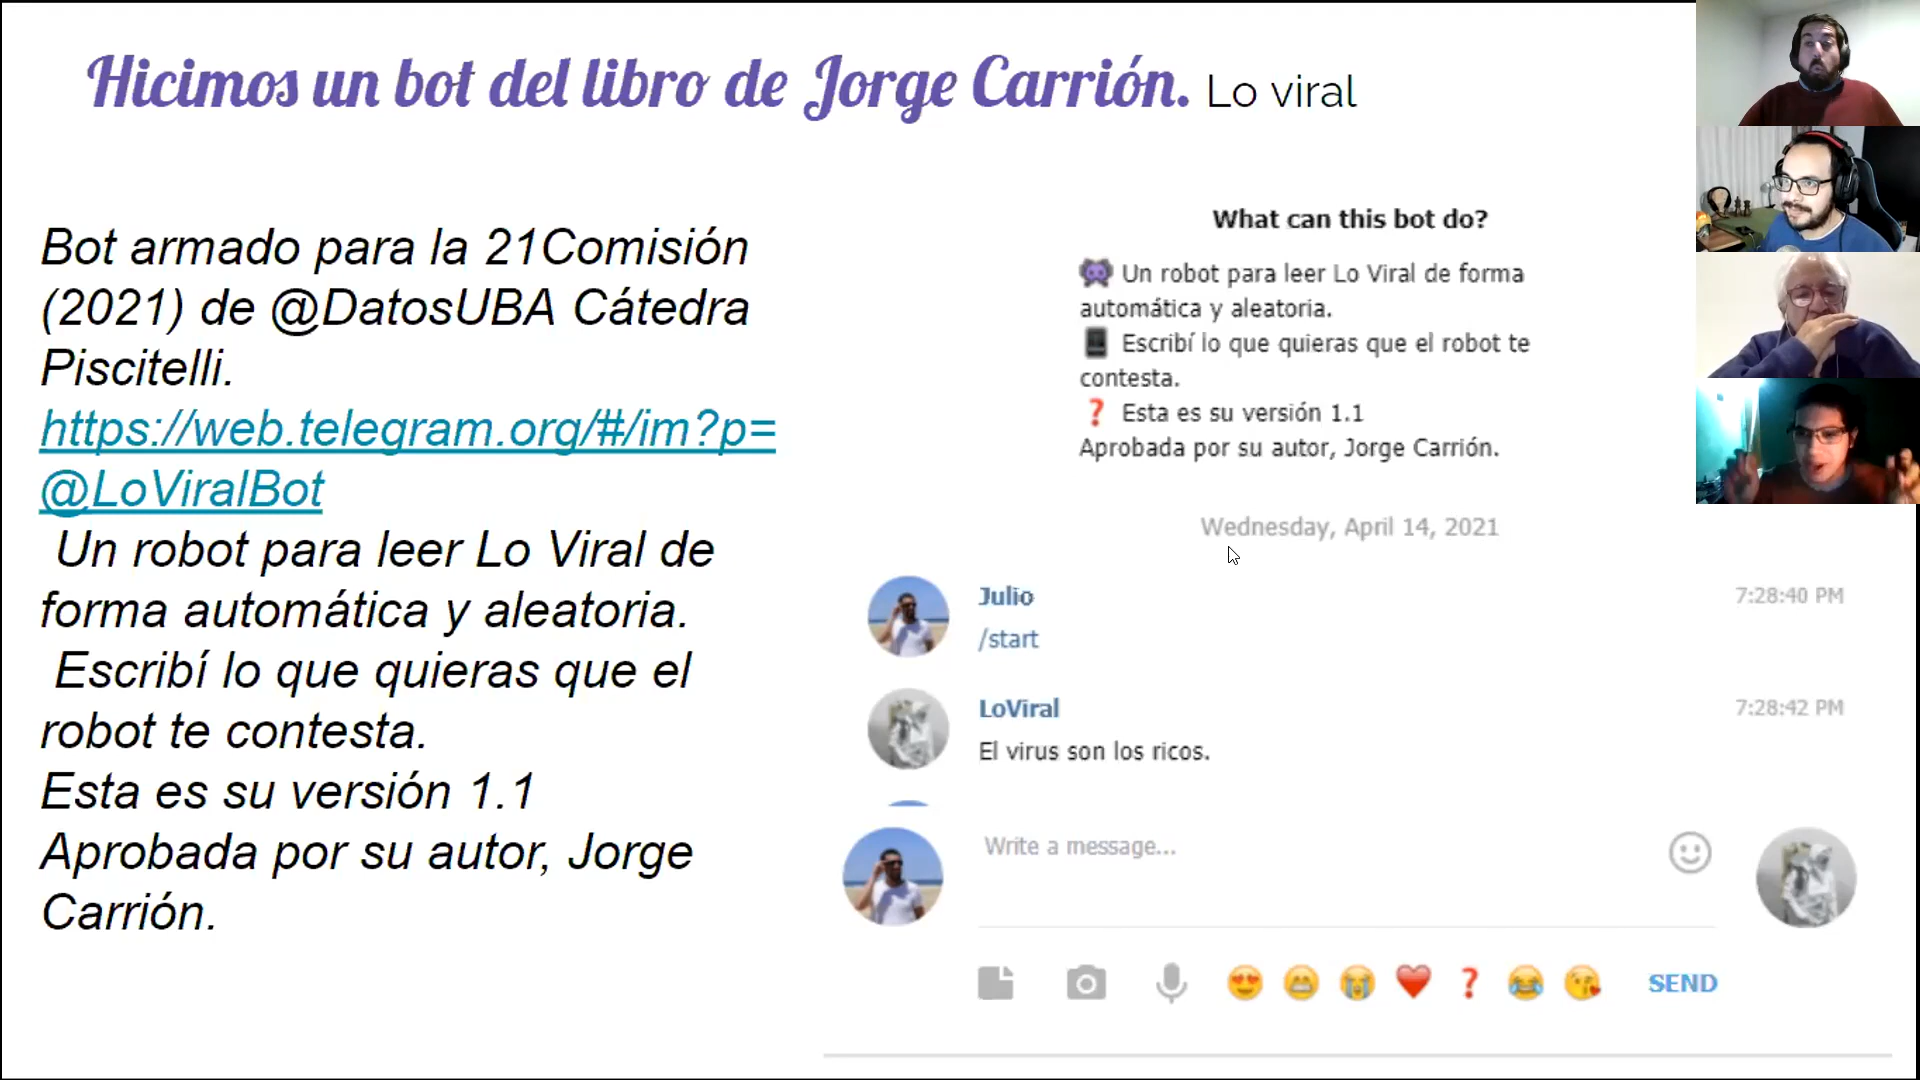 Hicimos un bot del libro de Jorge Carrión. Lo viral
Bot armado para la 21Comisión
(2021) de @DatosUBA Cátedra
Piscitelli.
https://web.telegram.org/#/im?p=
@LoViralBot
Un robot para leer Lo Viral de
forma automática y aleatoria.
Escribí lo que quieras que el
robot te contesta.
Esta es su versión 1.1
Aprobada por su autor, Jorge
Carrión.
What can this bot do?
👾 Un robot para leer Lo Viral de forma
automática y aleatoria.
📱 Escribí lo que quieras que el robot te
contesta.
❓ Esta es su versión 1.1
Aprobada por su autor, Jorge Carrión.
Wednesday, April 14, 2021
Julio 7:28:40 PM
/start
LoViral 7:28:42 PM
El virus son los ricos.
Write a message...
SEND